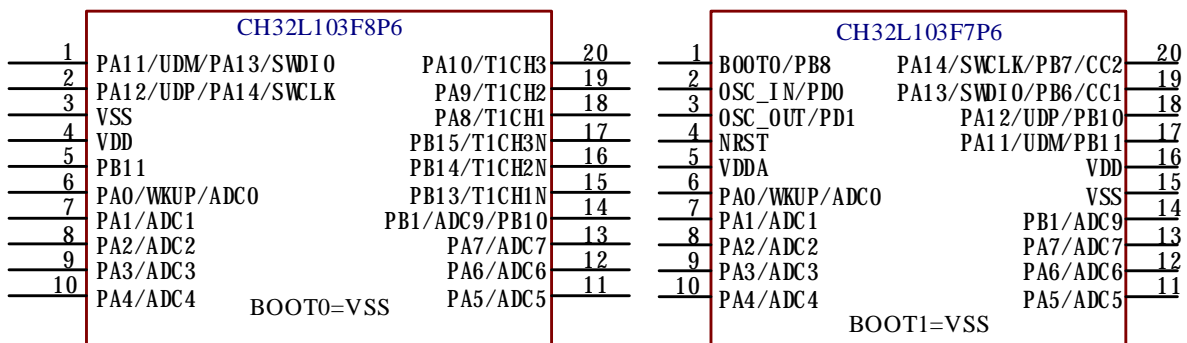 CH32L103F8P6
1 PA11/UDM/PA13/SWDIO PA10/T1CH3 20
2 PA12/UDP/PA14/SWCLK PA9/T1CH2 19
3 VSS PA8/T1CH1 18
4 VDD PB15/T1CH3N 17
5 PB11 PB14/T1CH2N 16
6 PA0/WKUP/ADC0 PB13/T1CH1N 15
7 PA1/ADC1 PB1/ADC9/PB10 14
8 PA2/ADC2 PA7/ADC7 13
9 PA3/ADC3 PA6/ADC6 12
10 PA4/ADC4 PA5/ADC5 11
BOOT0=VSS
CH32L103F7P6
1 BOOT0/PB8 PA14/SWCLK/PB7/CC2 20
2 OSC_IN/PD0 PA13/SWDIO/PB6/CC1 19
3 OSC_OUT/PD1 PA12/UDP/PB10 18
4 NRST PA11/UDM/PB11 17
5 VDDA VDD 16
6 PA0/WKUP/ADC0 VSS 15
7 PA1/ADC1 PB1/ADC9 14
8 PA2/ADC2 PA7/ADC7 13
9 PA3/ADC3 PA6/ADC6 12
10 PA4/ADC4 PA5/ADC5 11
BOOT1=VSS